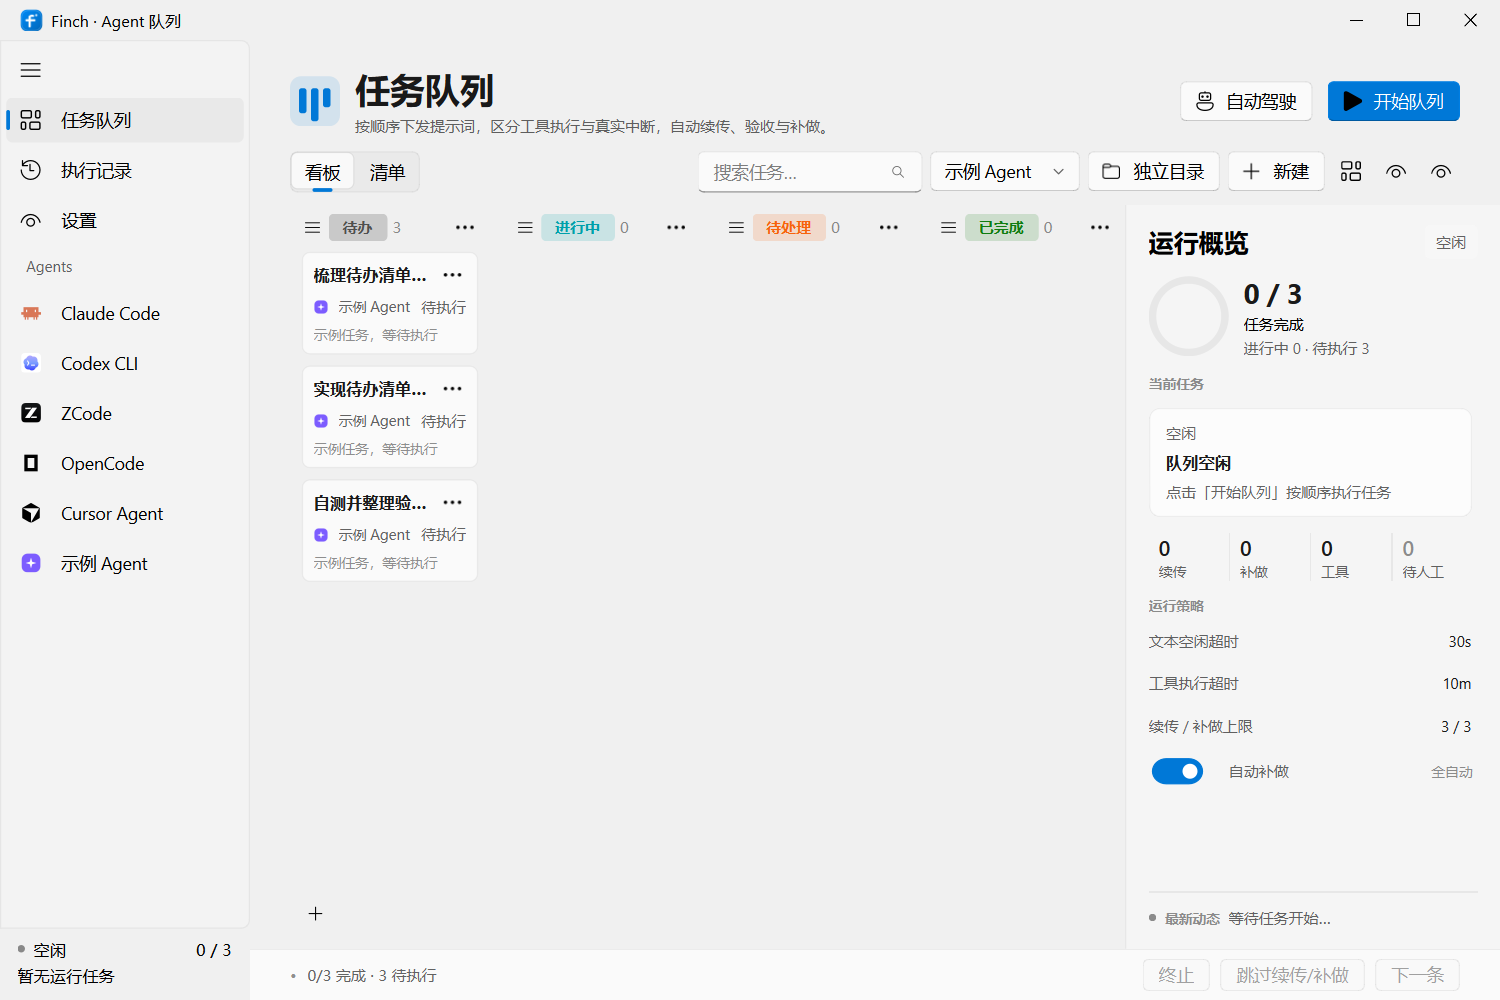 Finch · Agent 队列
任务队列
执行记录
设置
Agents
Claude Code
Codex CLI
ZCode
OpenCode
Cursor Agent
示例 Agent
空闲 0 / 3
暂无运行任务
任务队列
按顺序下发提示词，区分工具执行与真实中断，自动续传、验收与补做。
自动驾驶
开始队列
看板 清单
搜索任务...
示例 Agent
独立目录
新建
待办 3
进行中 0
待处理 0
已完成 0
梳理待办清单...
示例 Agent 待执行
示例任务，等待执行
实现待办清单...
示例 Agent 待执行
示例任务，等待执行
自测并整理验...
示例 Agent 待执行
示例任务，等待执行
运行概览 空闲
0 / 3
任务完成
进行中 0 · 待执行 3
当前任务
空闲
队列空闲
点击「开始队列」按顺序执行任务
0 0 0 0
续传 补做 工具 待人工
运行策略
文本空闲超时 30s
工具执行超时 10m
续传 / 补做上限 3 / 3
自动补做 全自动
最新动态 等待任务开始...
0/3 完成 · 3 待执行
终止 跳过续传/补做 下一条